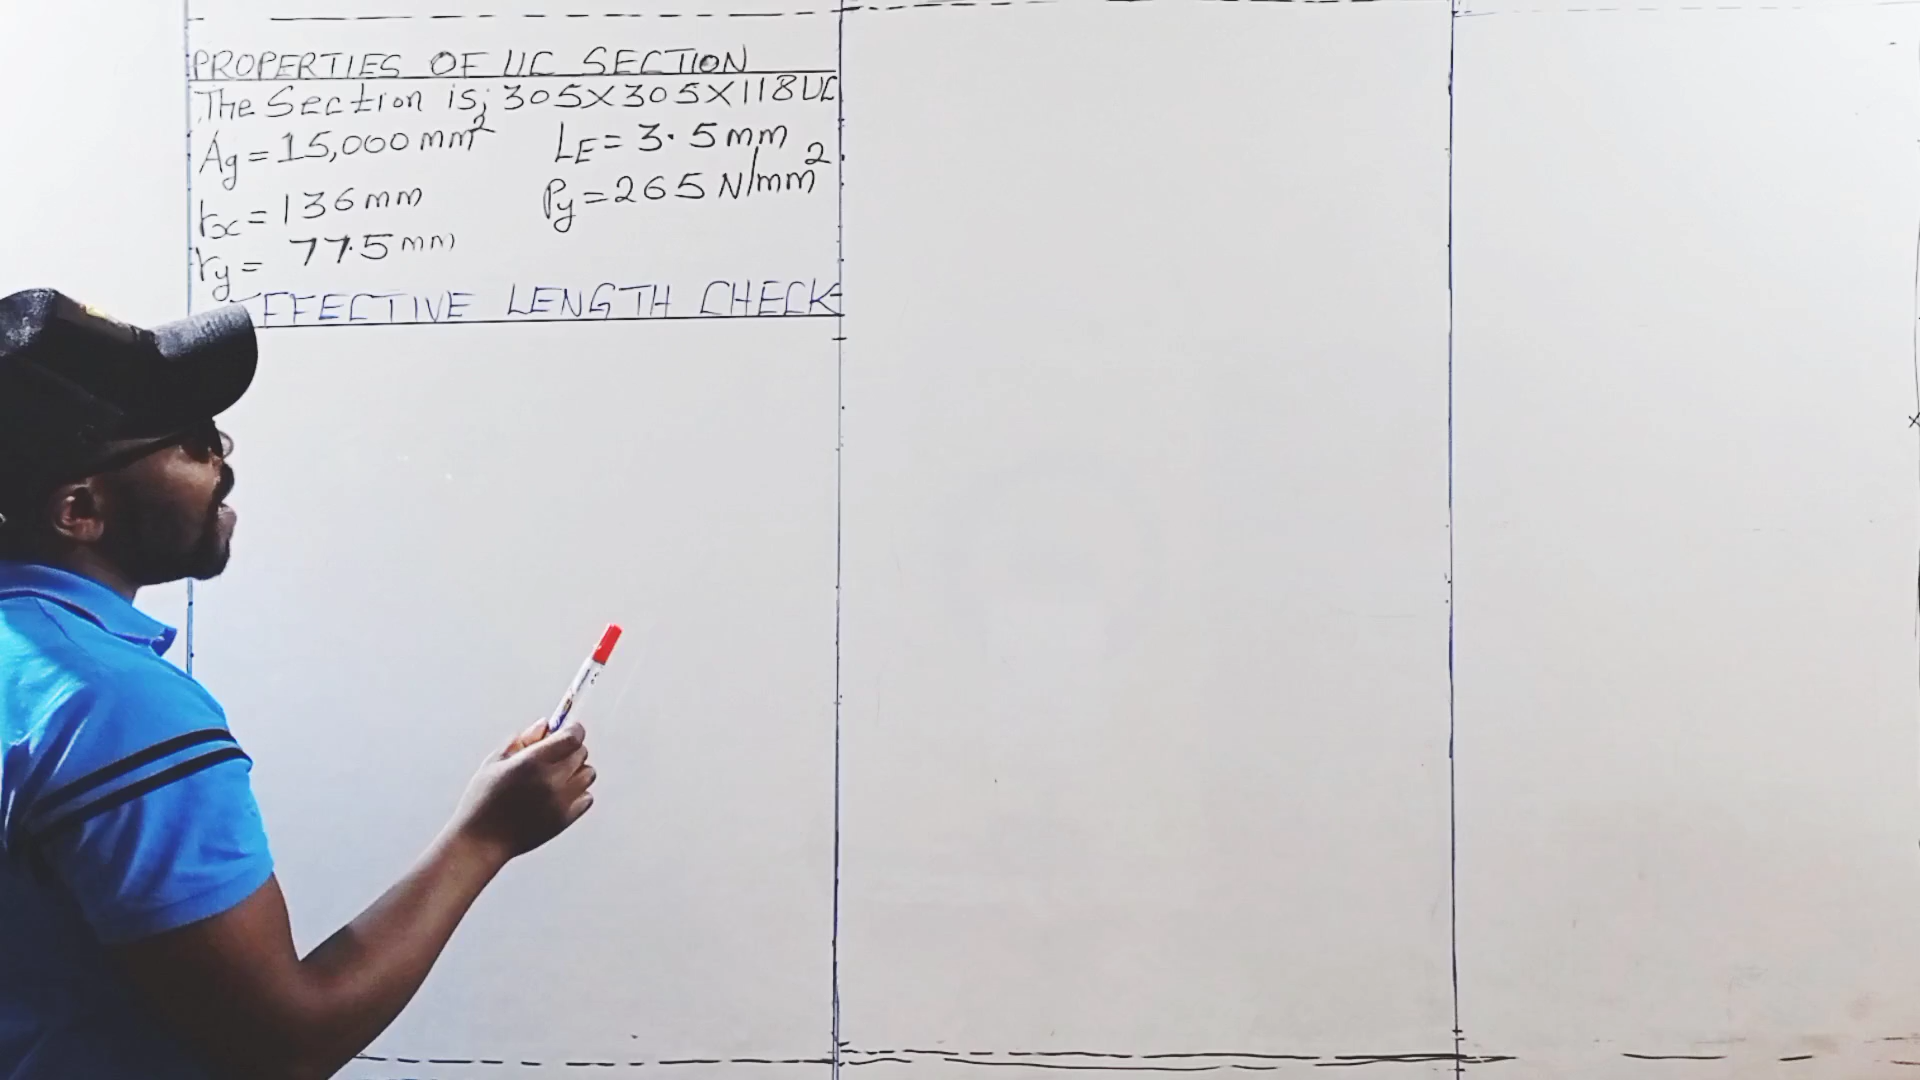 PROPERTIES OF UC SECTION
The Section is; 305X305X118UC
Ag = 15,000 mm² LE = 3.5mm
rx = 136mm Py = 265 N/mm²
ry = 77.5mm
EFFECTIVE LENGTH CHECK